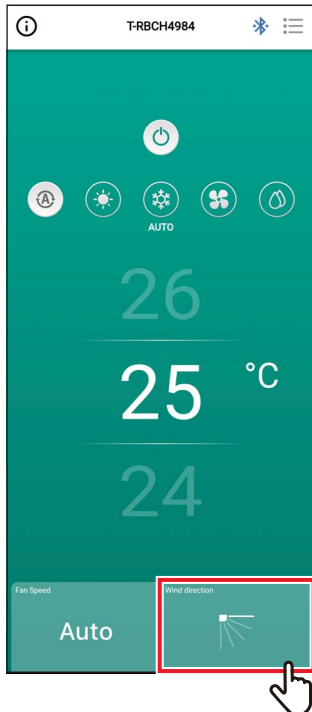 T-RBCH4984
A
AUTO
26
25 °C
24
Fan Speed
Wind direction
Auto